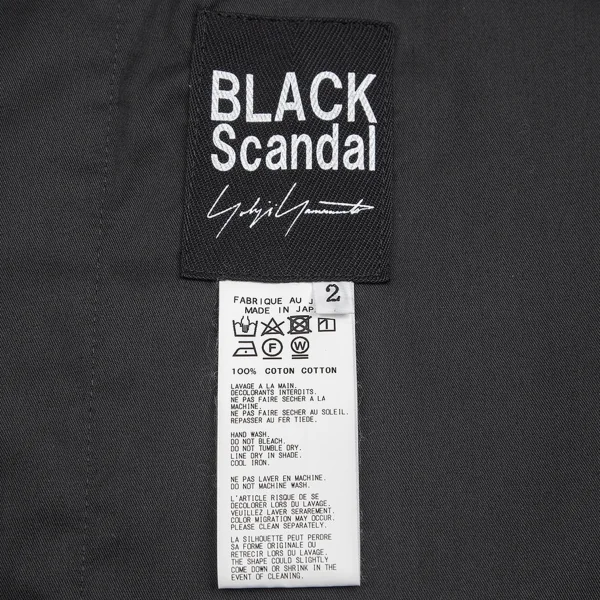 BLACK
Scandal
Yohji Yamamoto
2
FABRIQUE AU
MADE IN
F W
100% COTON COTTON
LAVAGE A LA MAIN.
DECOLORANTS INTERDITS.
NE PAS FAIRE SECHER A LA
MACHINE.
NE PAS FAIRE SECHER AU SOLEIL.
REPASSER AU FER TIEDE.
HAND WASH.
DO NOT BLEACH.
DO NOT TUMBLE DRY.
LINE DRY IN SHADE.
COOL IRON.
NE PAS LAVER EN MACHINE.
DO NOT MACHINE WASH.
L'ARTICLE RISQUE DE SE
DECOLORER LORS DU LAVAGE.
VEUILLEZ LAVER SERAREMENT.
COLOR MIGRATION MAY OCCUR.
PLEASE CLEAN SEPARATELY.
LA SILHOUETTE PEUT PERDRE
SA FORME ORIGINALE OU
RETRECIR LORS DU LAVAGE.
THE SHAPE COULD SLIGHTLY
COME DOWN OR SHRINK IN THE
EVENT OF CLEANING.